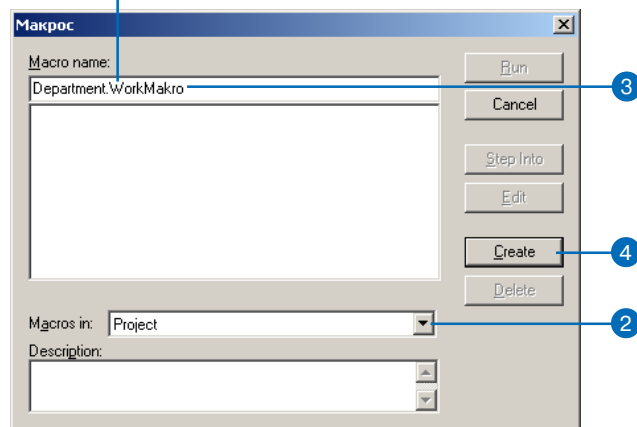 Макрос
Macro name:
Run
Department.WorkMakro
3
Cancel
Step Into
Edit
Create
4
Delete
Macros in:
Project
2
Description: